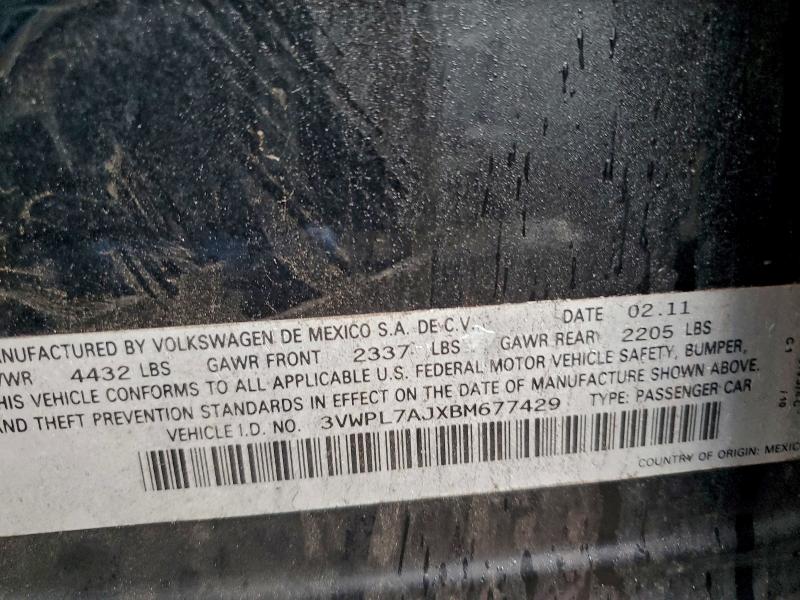 MANUFACTURED BY VOLKSWAGEN DE MEXICO S.A. DE C.V. DATE 02.11
VWR 4432 LBS GAWR FRONT 2337 LBS GAWR REAR 2205 LBS
HIS VEHICLE CONFORMS TO ALL APPLICABLE U.S. FEDERAL MOTOR VEHICLE SAFETY, BUMPER,
AND THEFT PREVENTION STANDARDS IN EFFECT ON THE DATE OF MANUFACTURE SHOWN ABOVE.
VEHICLE I.D. NO. 3VWPL7AJXBM677429 TYPE: PASSENGER CAR
COUNTRY OF ORIGIN: MEXIC